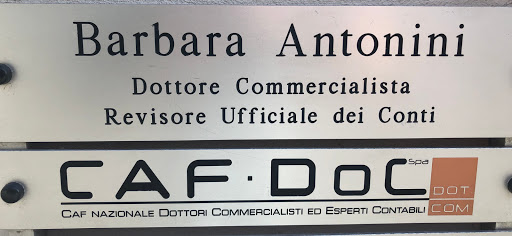 Barbara Antonini
Dottore Commercialista
Revisore Ufficiale dei Conti
CAF·DoC Spa
DOT
COM
CAF NAZIONALE DOTTORI COMMERCIALISTI ED ESPERTI CONTABILI